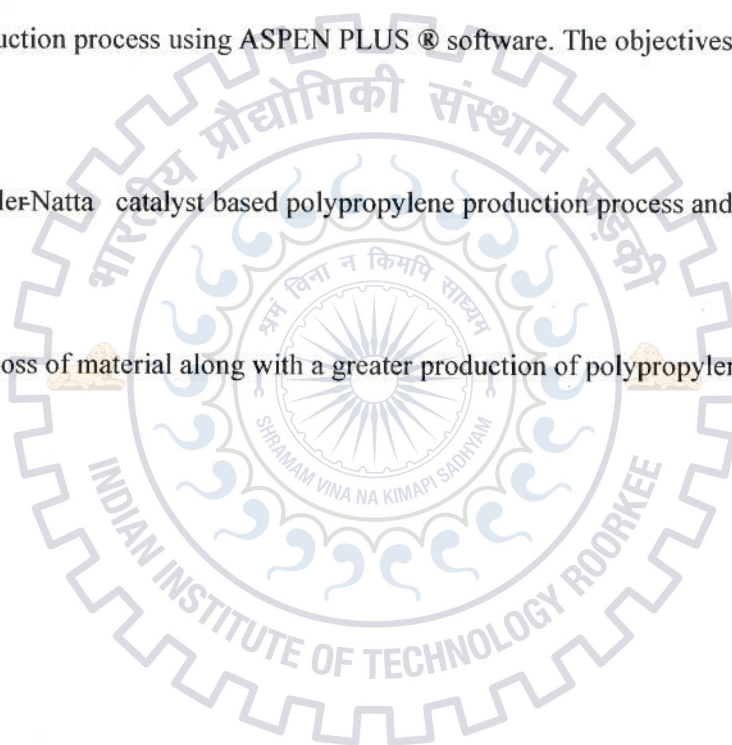 uction process using ASPEN PLUS ® software. The objectives
भारतीय प्रौद्योगिकी संस्थान रुड़की
ler-Natta catalyst based polypropylene production process and
श्रमं विना न किमपि साध्यम्
oss of material along with a greater production of polypropyler
SHRAMAM VINA NA KIMAPI SADHYAM
INDIAN INSTITUTE OF TECHNOLOGY ROORKEE